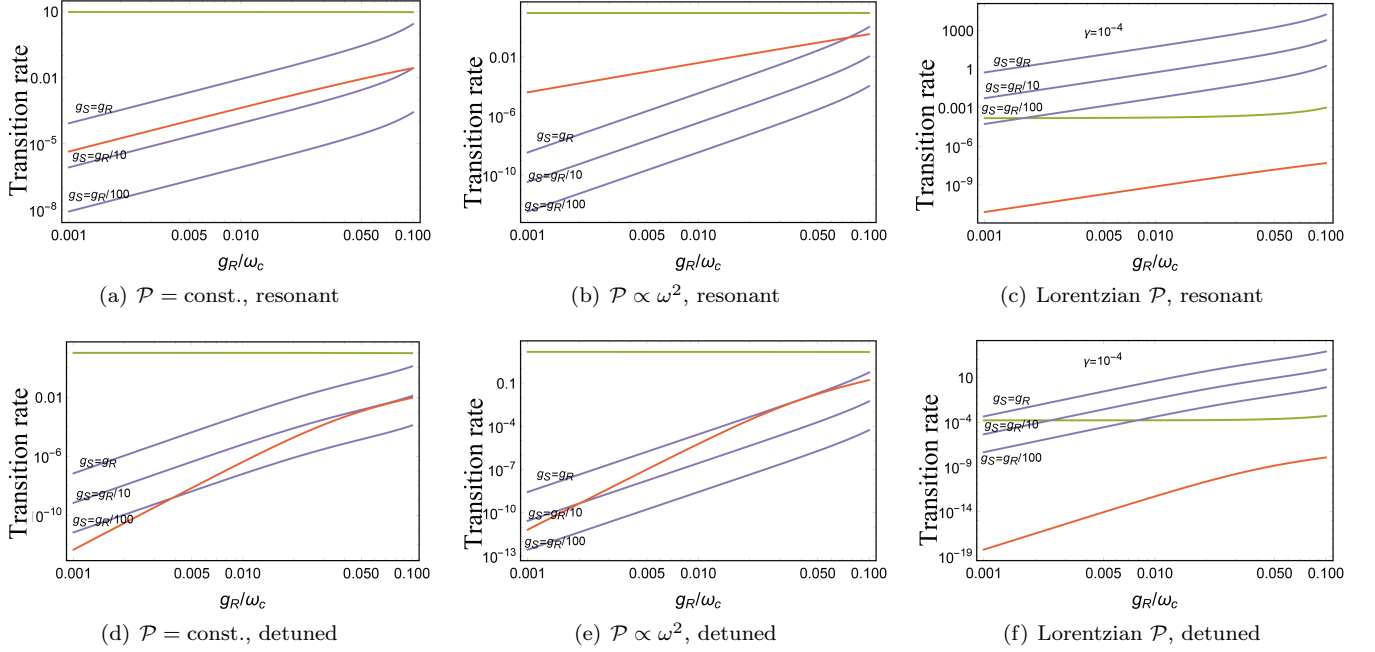 Transition rate
10
0.01
10⁻⁵
10⁻⁸
g_S=g_R
g_S=g_R/10
g_S=g_R/100
0.001 0.005 0.010 0.050 0.100
g_R/ω_c
(a) 𝒫 = const., resonant
Transition rate
0.01
10⁻⁶
10⁻¹⁰
g_S=g_R
g_S=g_R/10
g_S=g_R/100
0.001 0.005 0.010 0.050 0.100
g_R/ω_c
(b) 𝒫 ∝ ω², resonant
Transition rate
1000
1
0.001
10⁻⁶
10⁻⁹
γ=10⁻⁴
g_S=g_R
g_S=g_R/10
g_S=g_R/100
0.001 0.005 0.010 0.050 0.100
g_R/ω_c
(c) Lorentzian 𝒫, resonant
Transition rate
0.01
10⁻⁶
10⁻¹⁰
g_S=g_R
g_S=g_R/10
g_S=g_R/100
0.001 0.005 0.010 0.050 0.100
g_R/ω_c
(d) 𝒫 = const., detuned
Transition rate
0.1
10⁻⁴
10⁻⁷
10⁻¹⁰
10⁻¹³
g_S=g_R
g_S=g_R/10
g_S=g_R/100
0.001 0.005 0.010 0.050 0.100
g_R/ω_c
(e) 𝒫 ∝ ω², detuned
Transition rate
10
10⁻⁴
10⁻⁹
10⁻¹⁴
10⁻¹⁹
γ=10⁻⁴
g_S=g_R
g_S=g_R/10
g_S=g_R/100
0.001 0.005 0.010 0.050 0.100
g_R/ω_c
(f) Lorentzian 𝒫, detuned